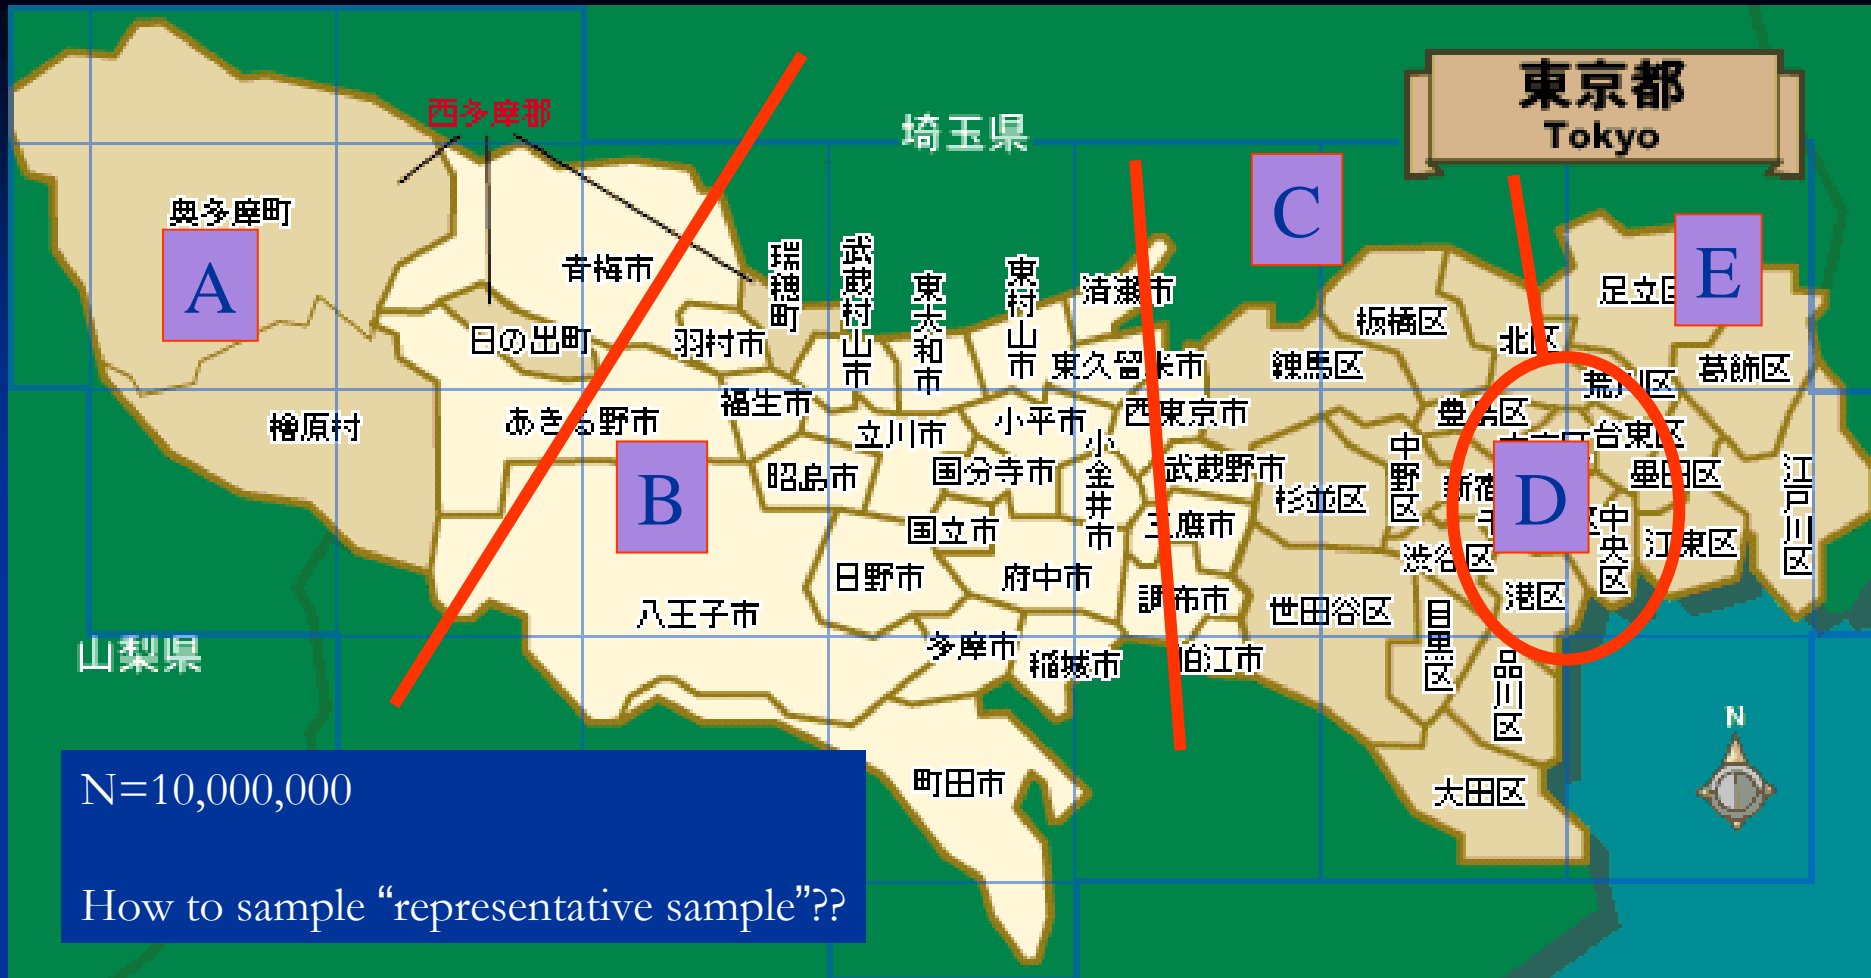 東京都
Tokyo
西多摩郡
埼玉県
C
E
A
奥多摩町
青梅市
瑞穂町
武蔵村山市
東大和市
東村山市
清瀬市
足立区
板橋区
北区
日の出町
羽村市
東久留米市
練馬区
荒川区
葛飾区
福生市
小平市
西東京市
豊島区
檜原村
あきる野市
立川市
中野区
台東区
B
昭島市
国分寺市
小金井市
武蔵野市
杉並区
D
墨田区
江戸川区
国立市
三鷹市
渋谷区
中央区
江東区
日野市
府中市
調布市
世田谷区
目黒区
港区
八王子市
多摩市
稲城市
狛江市
品川区
山梨県
町田市
大田区
N
N=10,000,000
How to sample “representative sample”??